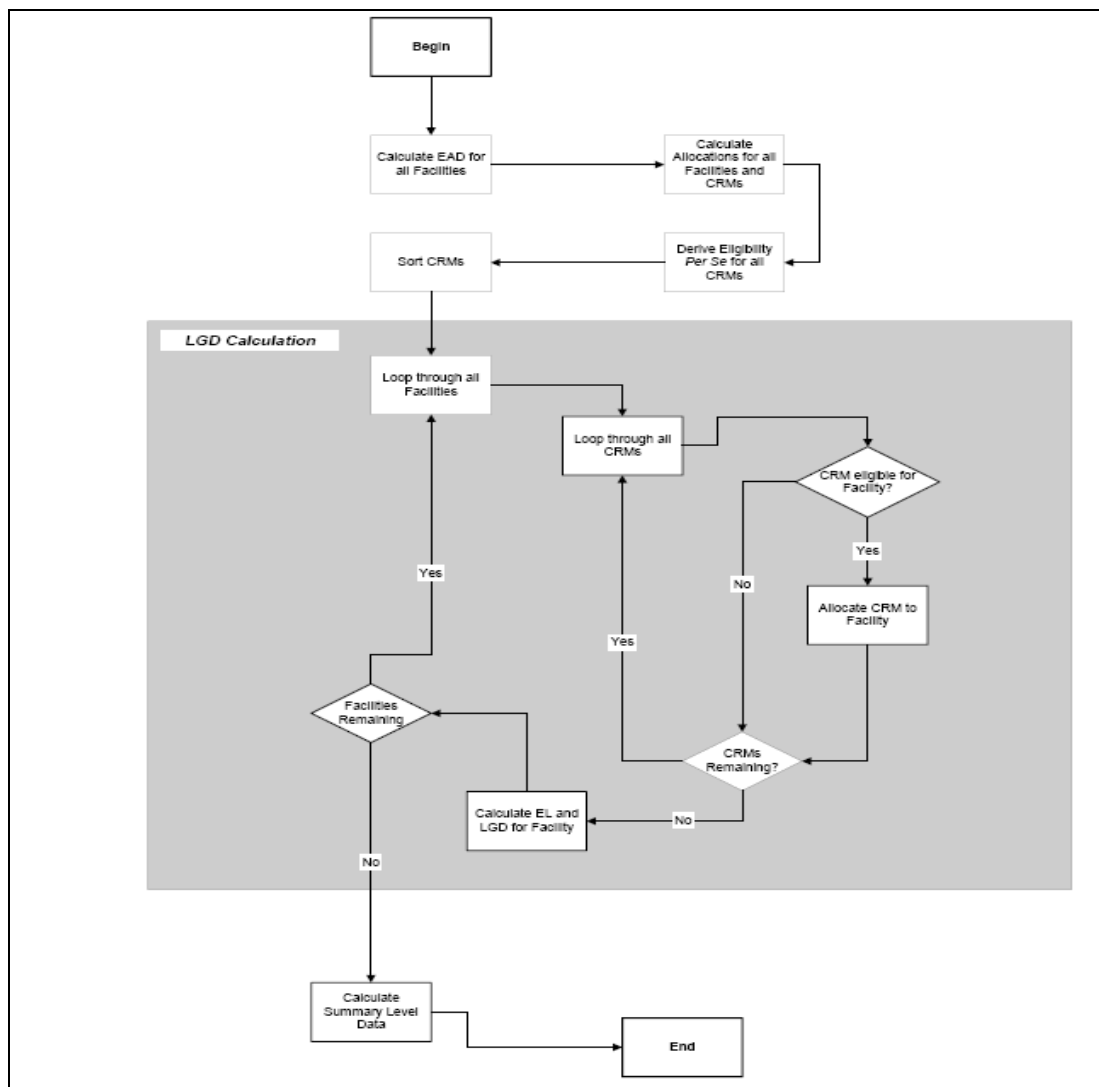 Begin
Calculate EAD for
all Facilities
Calculate
Allocations for all
Facilities and
CRMs
Sort CRMs
Derive Eligibility
Per Se for all
CRMs
LGD Calculation
Loop through all
Facilities
Loop through all
CRMs
CRM eligible for
Facility?
Yes
No
Yes
Allocate CRM to
Facility
Yes
Facilities
Remaining
CRMs
Remaining?
Calculate EL and
LGD for Facility
No
No
Calculate
Summary Level
Data
End